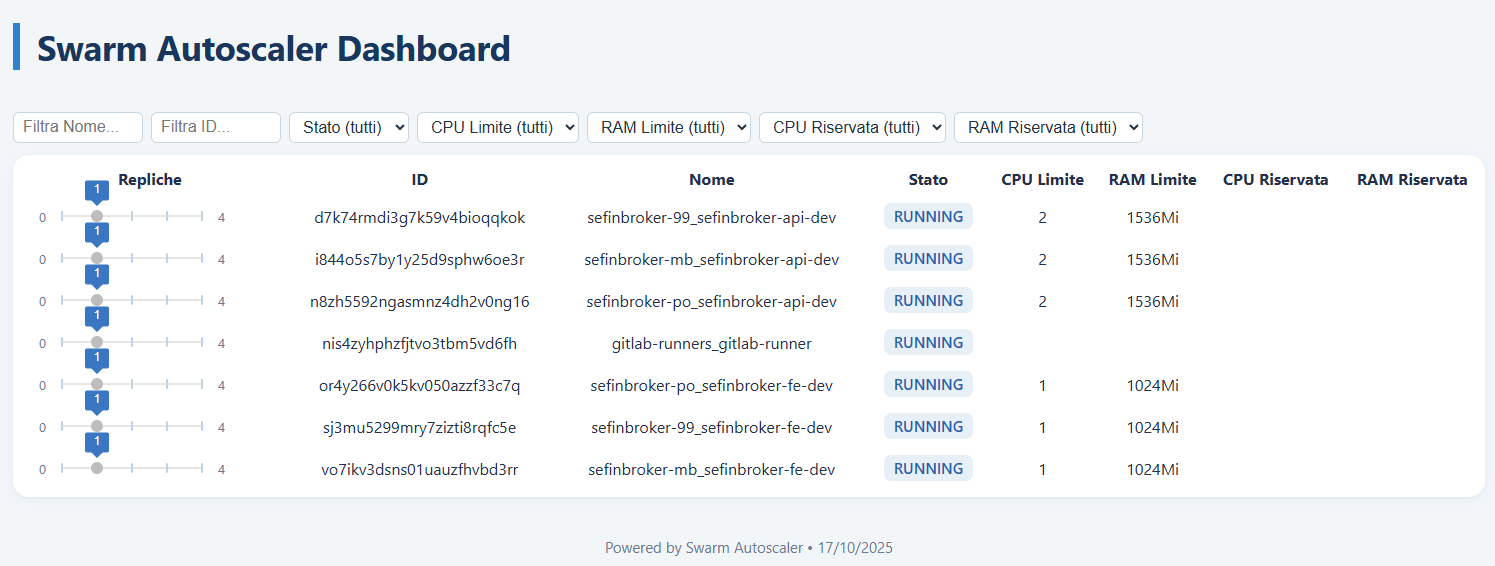 Swarm Autoscaler Dashboard
Filtra Nome... Filtra ID... Stato (tutti) CPU Limite (tutti) RAM Limite (tutti) CPU Riservata (tutti) RAM Riservata (tutti)
Repliche ID Nome Stato CPU Limite RAM Limite CPU Riservata RAM Riservata
1
0 4 d7k74rmdi3g7k59v4bioqqkok sefinbroker-99_sefinbroker-api-dev RUNNING 2 1536Mi
1
0 4 i844o5s7by1y25d9sphw6oe3r sefinbroker-mb_sefinbroker-api-dev RUNNING 2 1536Mi
1
0 4 n8zh5592ngasmnz4dh2v0ng16 sefinbroker-po_sefinbroker-api-dev RUNNING 2 1536Mi
1
0 4 nis4zyhphzfjtvo3tbm5vd6fh gitlab-runners_gitlab-runner RUNNING
1
0 4 or4y266v0k5kv050azzf33c7q sefinbroker-po_sefinbroker-fe-dev RUNNING 1 1024Mi
1
0 4 sj3mu5299mry7zizti8rqfc5e sefinbroker-99_sefinbroker-fe-dev RUNNING 1 1024Mi
1
0 4 vo7ikv3dsns01uauzfhvbd3rr sefinbroker-mb_sefinbroker-fe-dev RUNNING 1 1024Mi
Powered by Swarm Autoscaler • 17/10/2025